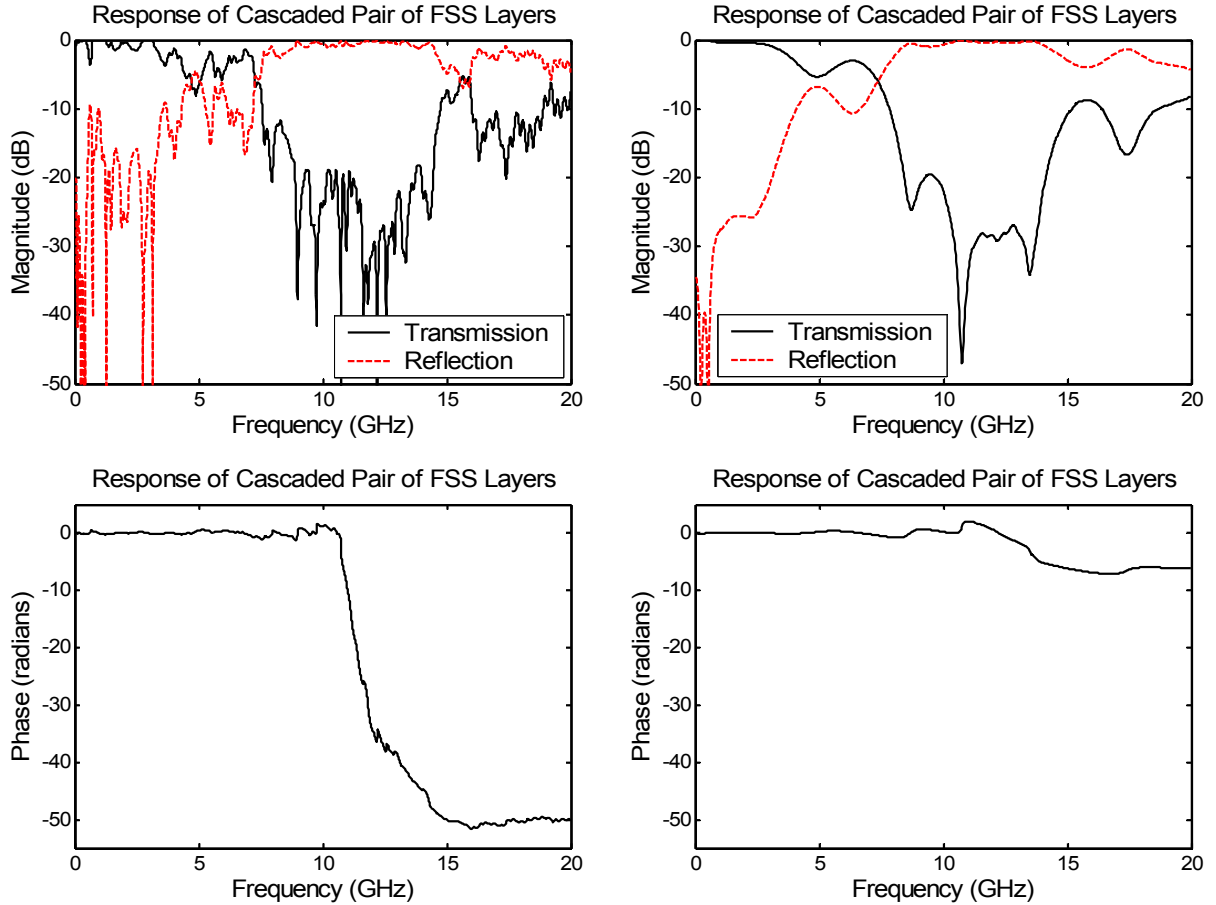 Response of Cascaded Pair of FSS Layers
0
-10
-20
-30
-40
-50
Magnitude (dB)
Transmission
Reflection
0 5 10 15 20
Frequency (GHz)
Response of Cascaded Pair of FSS Layers
0
-10
-20
-30
-40
-50
Magnitude (dB)
Transmission
Reflection
0 5 10 15 20
Frequency (GHz)
Response of Cascaded Pair of FSS Layers
0
-10
-20
-30
-40
-50
Phase (radians)
0 5 10 15 20
Frequency (GHz)
Response of Cascaded Pair of FSS Layers
0
-10
-20
-30
-40
-50
Phase (radians)
0 5 10 15 20
Frequency (GHz)